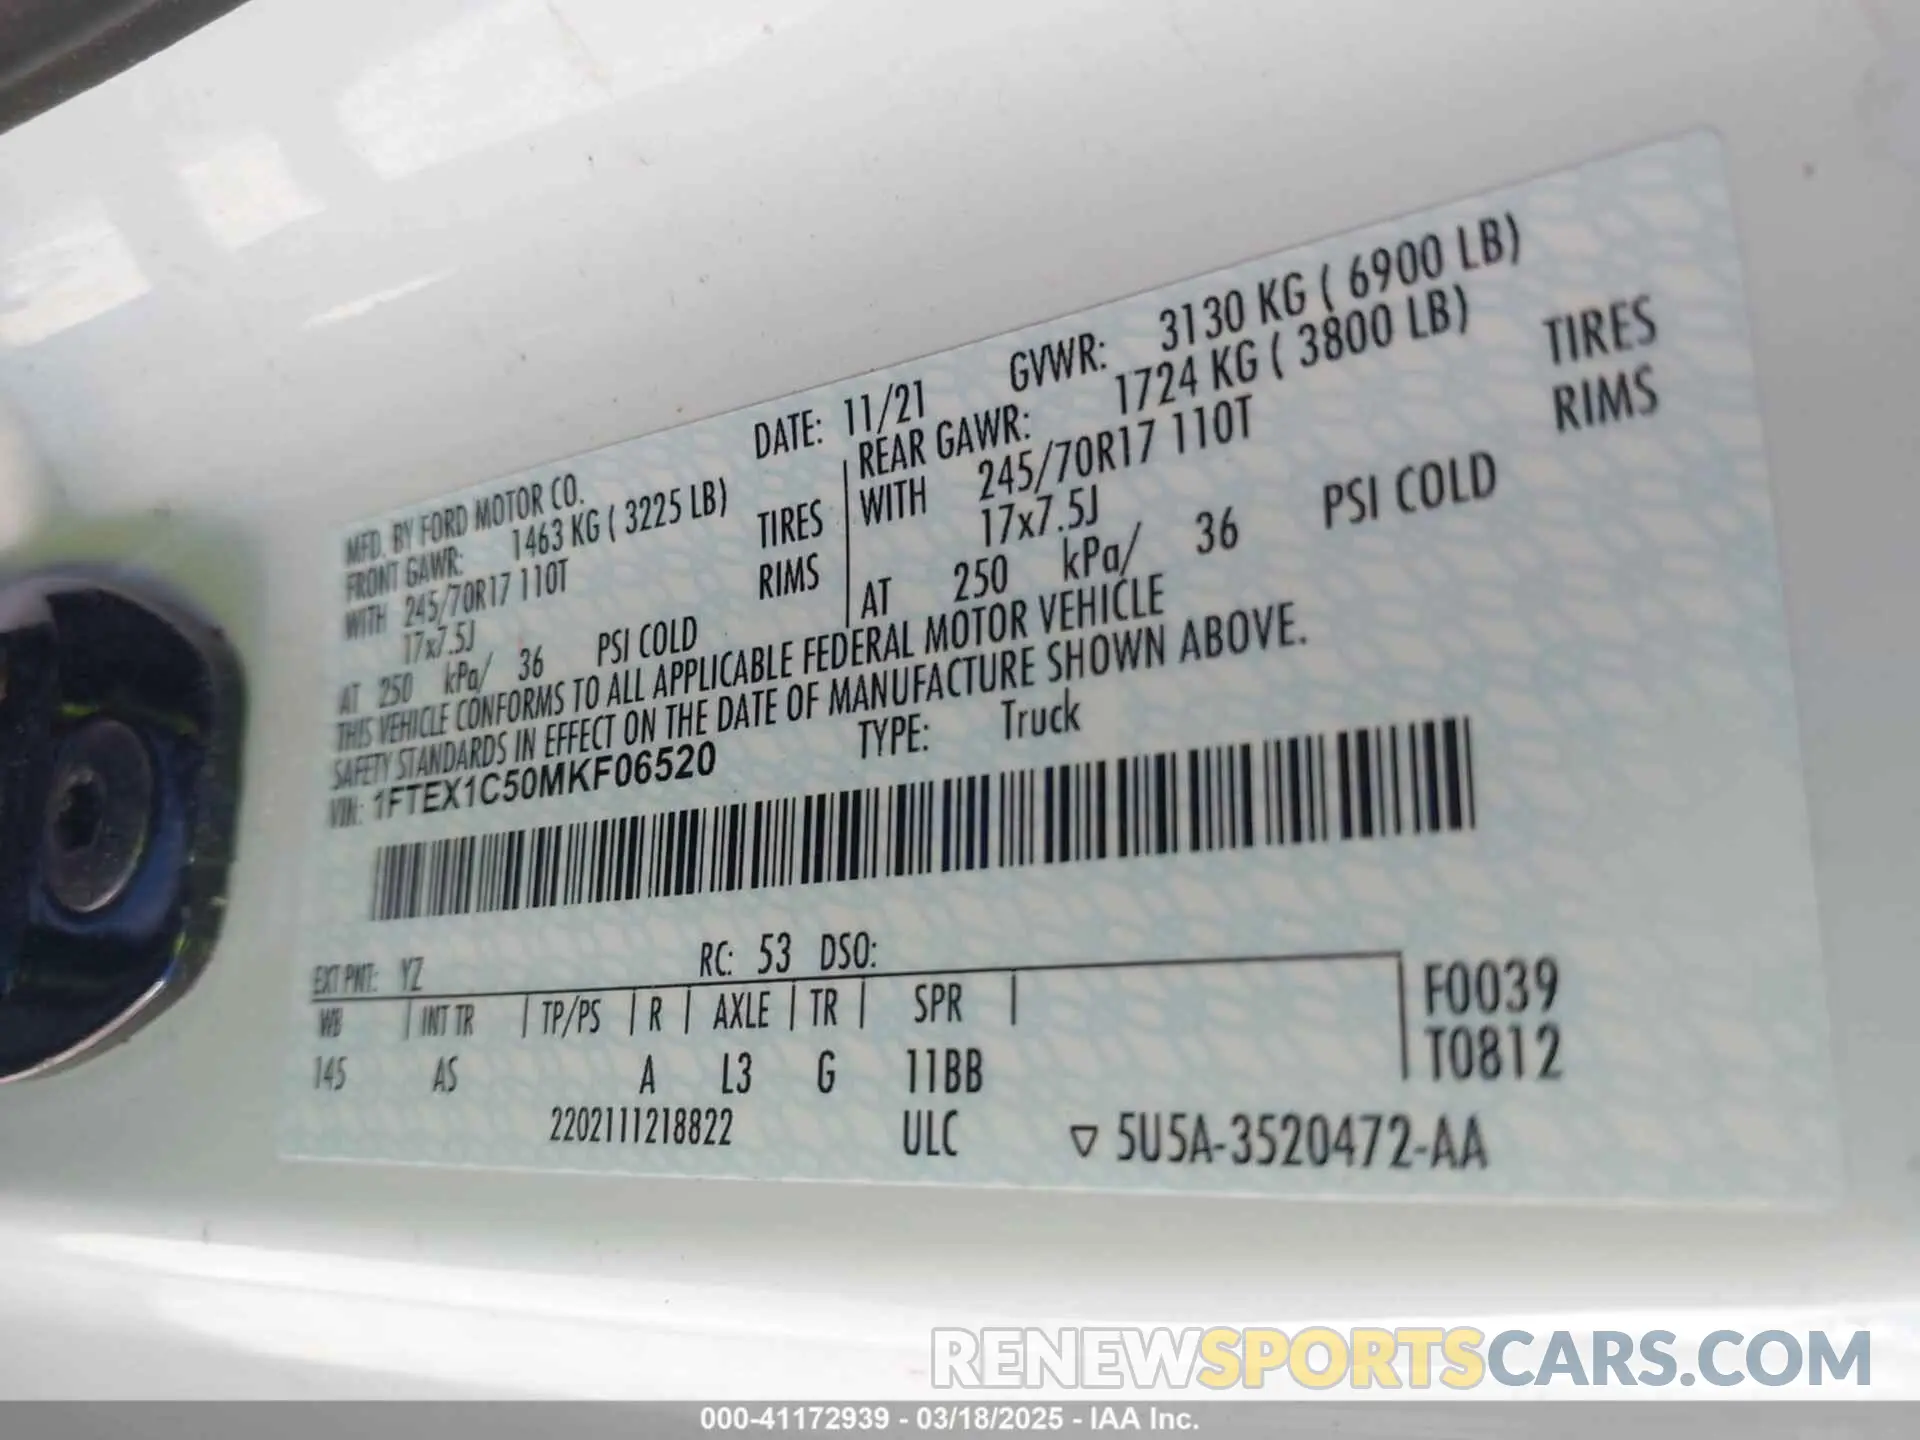 MFD. BY FORD MOTOR CO. DATE: 11/21 GVWR: 3130 KG ( 6900 LB)
FRONT GAWR: 1463 KG ( 3225 LB) REAR GAWR: 1724 KG ( 3800 LB)
WITH 245/70R17 110T TIRES WITH 245/70R17 110T TIRES
17x7.5J RIMS 17x7.5J RIMS
AT 250 kPa/ 36 PSI COLD AT 250 kPa/ 36 PSI COLD
THIS VEHICLE CONFORMS TO ALL APPLICABLE FEDERAL MOTOR VEHICLE
SAFETY STANDARDS IN EFFECT ON THE DATE OF MANUFACTURE SHOWN ABOVE.
VIN: 1FTEX1C50MKF06520 TYPE: Truck
EXT PNT: YZ RC: 53 DSO:
WB INT TR TP/PS R AXLE TR SPR F0039
145 AS A L3 G 11BB T0812
2202111218822 ULC 5U5A-3520472-AA
RENEWSPORTSCARS.COM
000-41172939 - 03/18/2025 - IAA Inc.